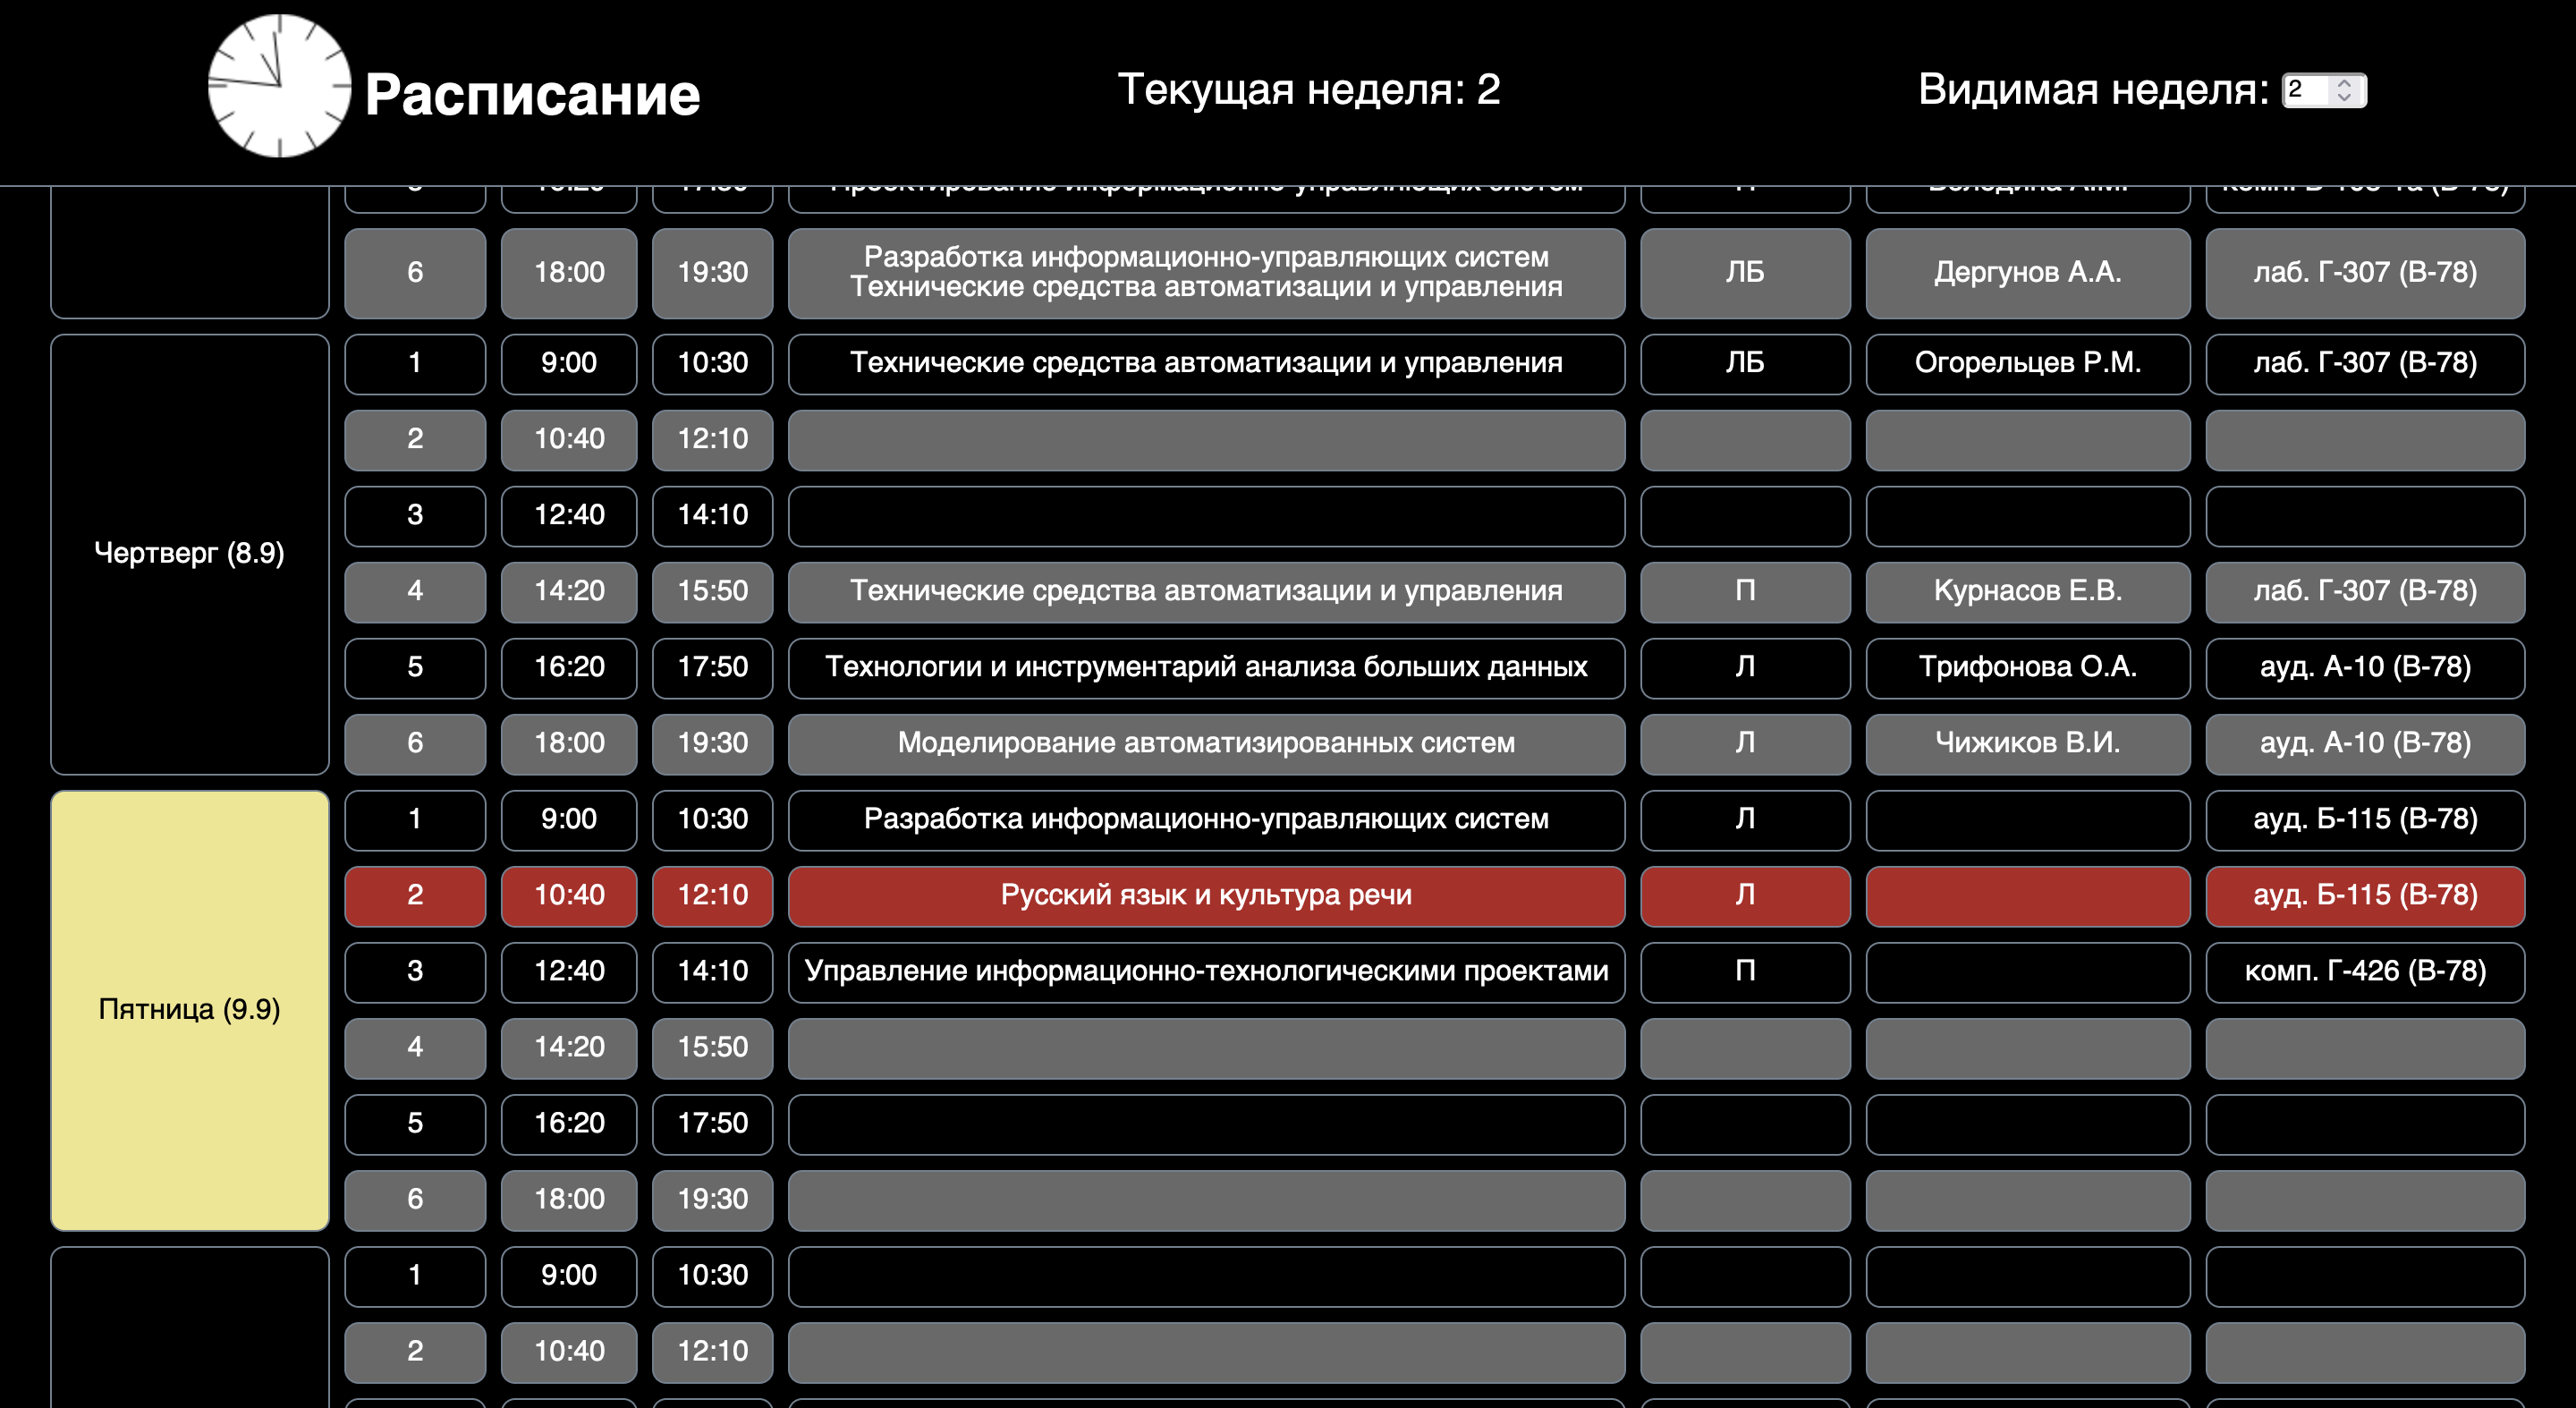 Расписание
Текущая неделя: 2
Видимая неделя: 2
6 18:00 19:30 Разработка информационно-управляющих систем
Технические средства автоматизации и управления ЛБ Дергунов А.А. лаб. Г-307 (В-78)
Чертверг (8.9)
1 9:00 10:30 Технические средства автоматизации и управления ЛБ Огорельцев Р.М. лаб. Г-307 (В-78)
2 10:40 12:10
3 12:40 14:10
4 14:20 15:50 Технические средства автоматизации и управления П Курнасов Е.В. лаб. Г-307 (В-78)
5 16:20 17:50 Технологии и инструментарий анализа больших данных Л Трифонова О.А. ауд. А-10 (В-78)
6 18:00 19:30 Моделирование автоматизированных систем Л Чижиков В.И. ауд. А-10 (В-78)
Пятница (9.9)
1 9:00 10:30 Разработка информационно-управляющих систем Л ауд. Б-115 (В-78)
2 10:40 12:10 Русский язык и культура речи Л ауд. Б-115 (В-78)
3 12:40 14:10 Управление информационно-технологическими проектами П комп. Г-426 (В-78)
4 14:20 15:50
5 16:20 17:50
6 18:00 19:30
1 9:00 10:30
2 10:40 12:10